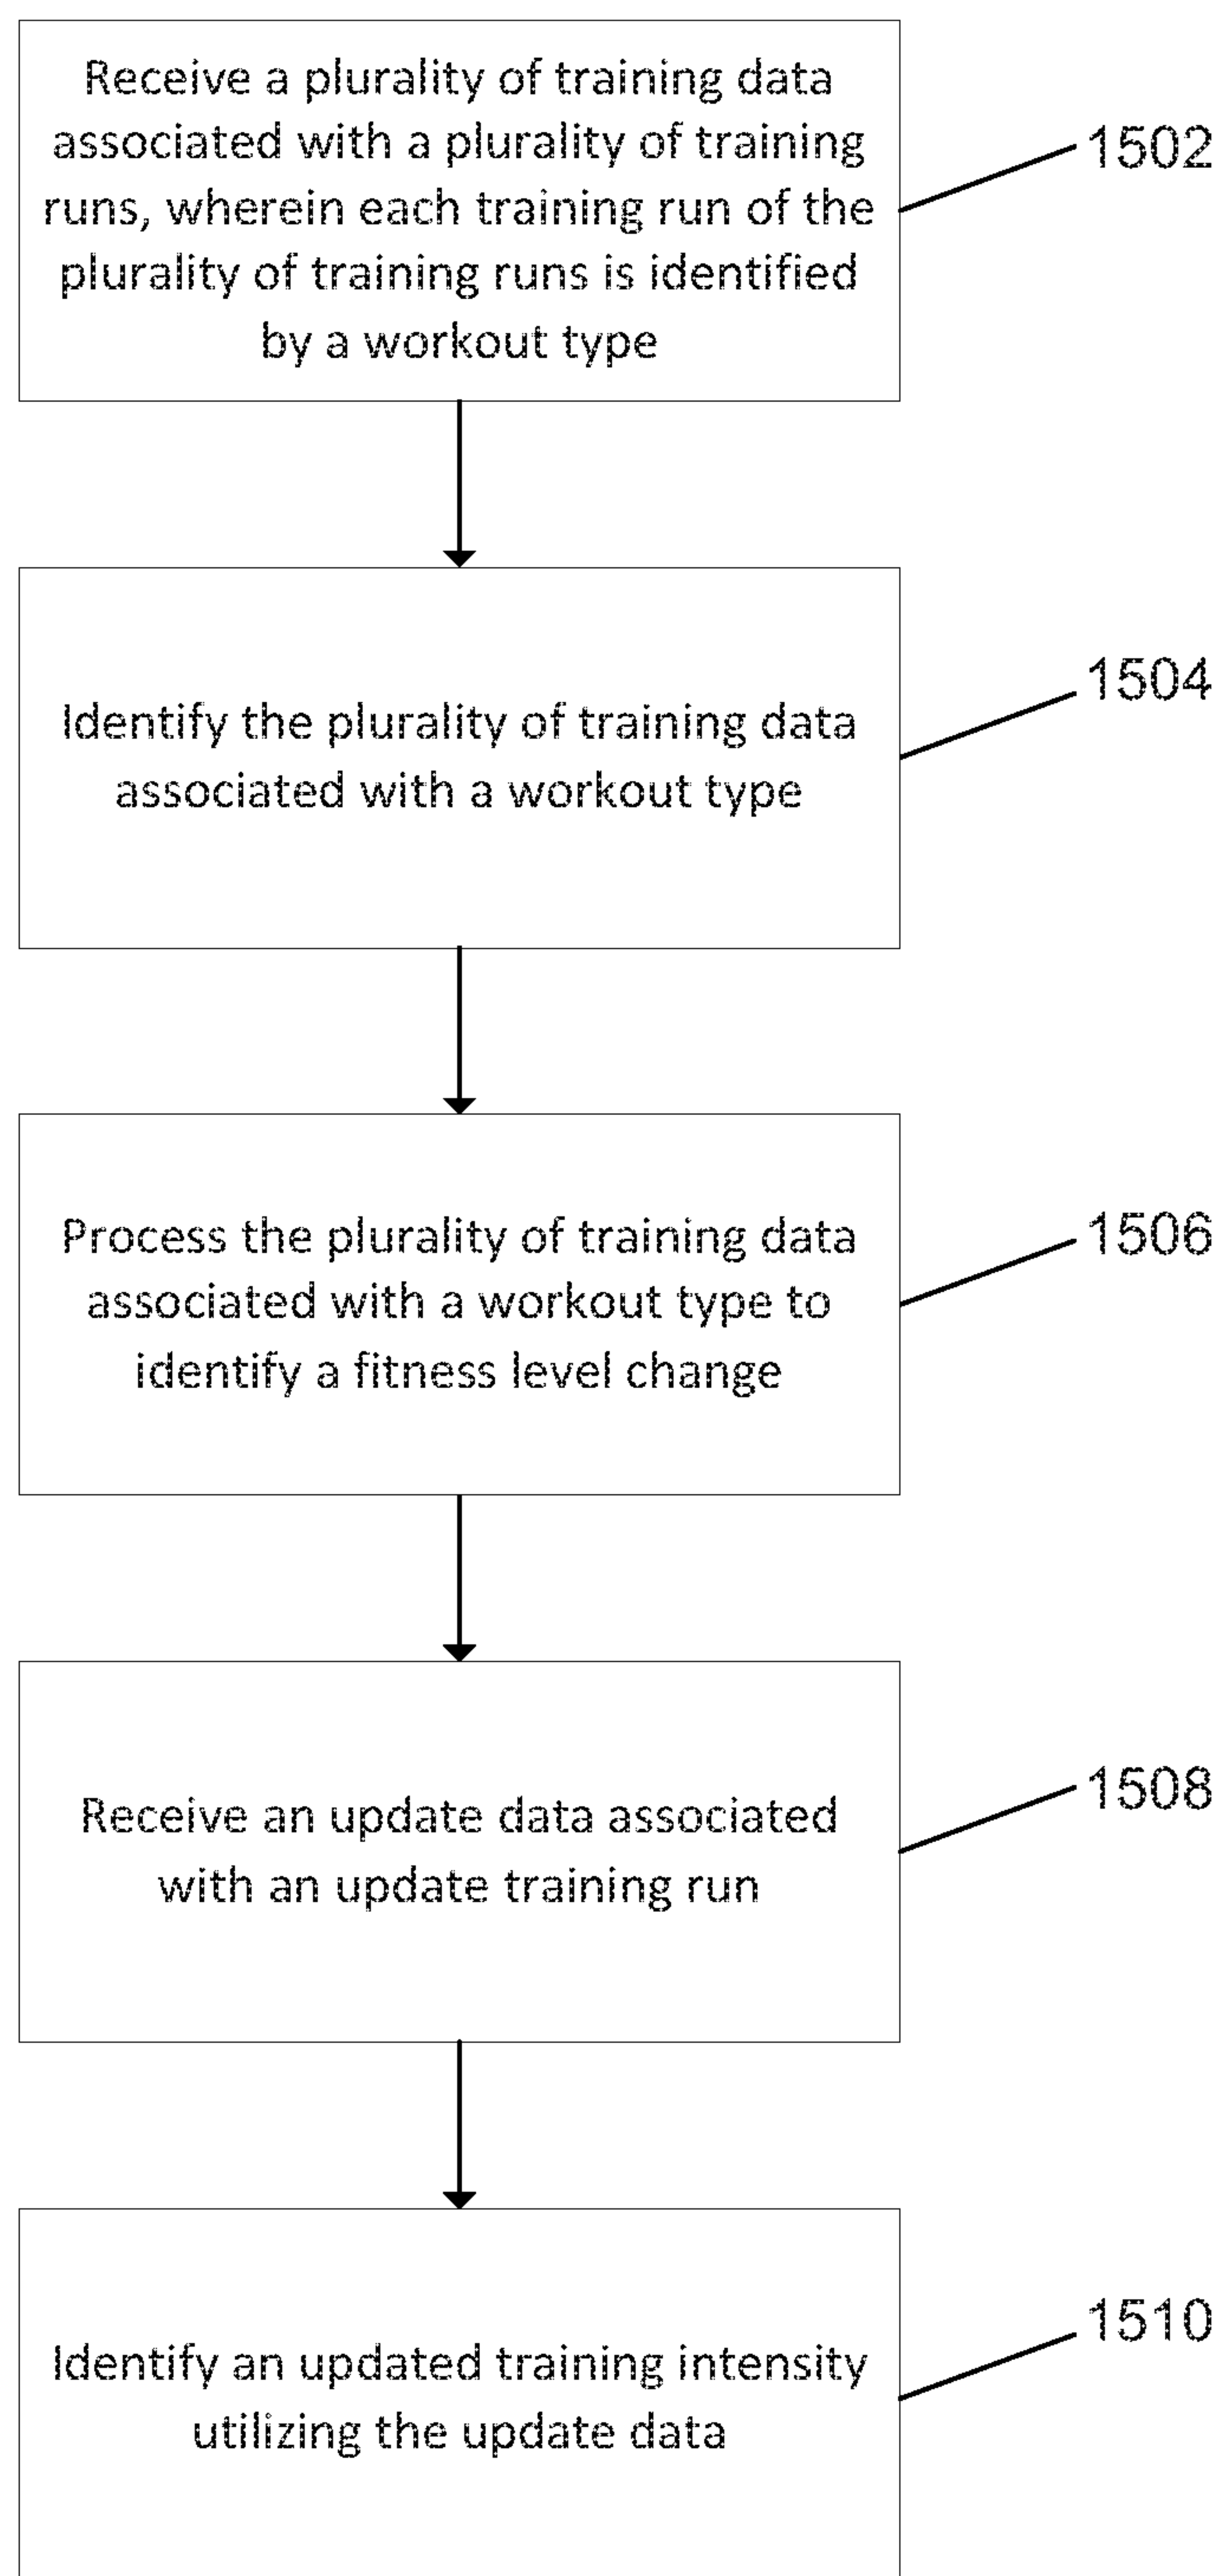 Receive a plurality of training data
associated with a plurality of training
runs, wherein each training run of the
plurality of training runs is identified
by a workout type
1502
Identify the plurality of training data
associated with a workout type
1504
Process the plurality of training data
associated with a workout type to
identify a fitness level change
1506
Receive an update data associated
with an update training run
1508
Identify an updated training intensity
utilizing the update data
1510